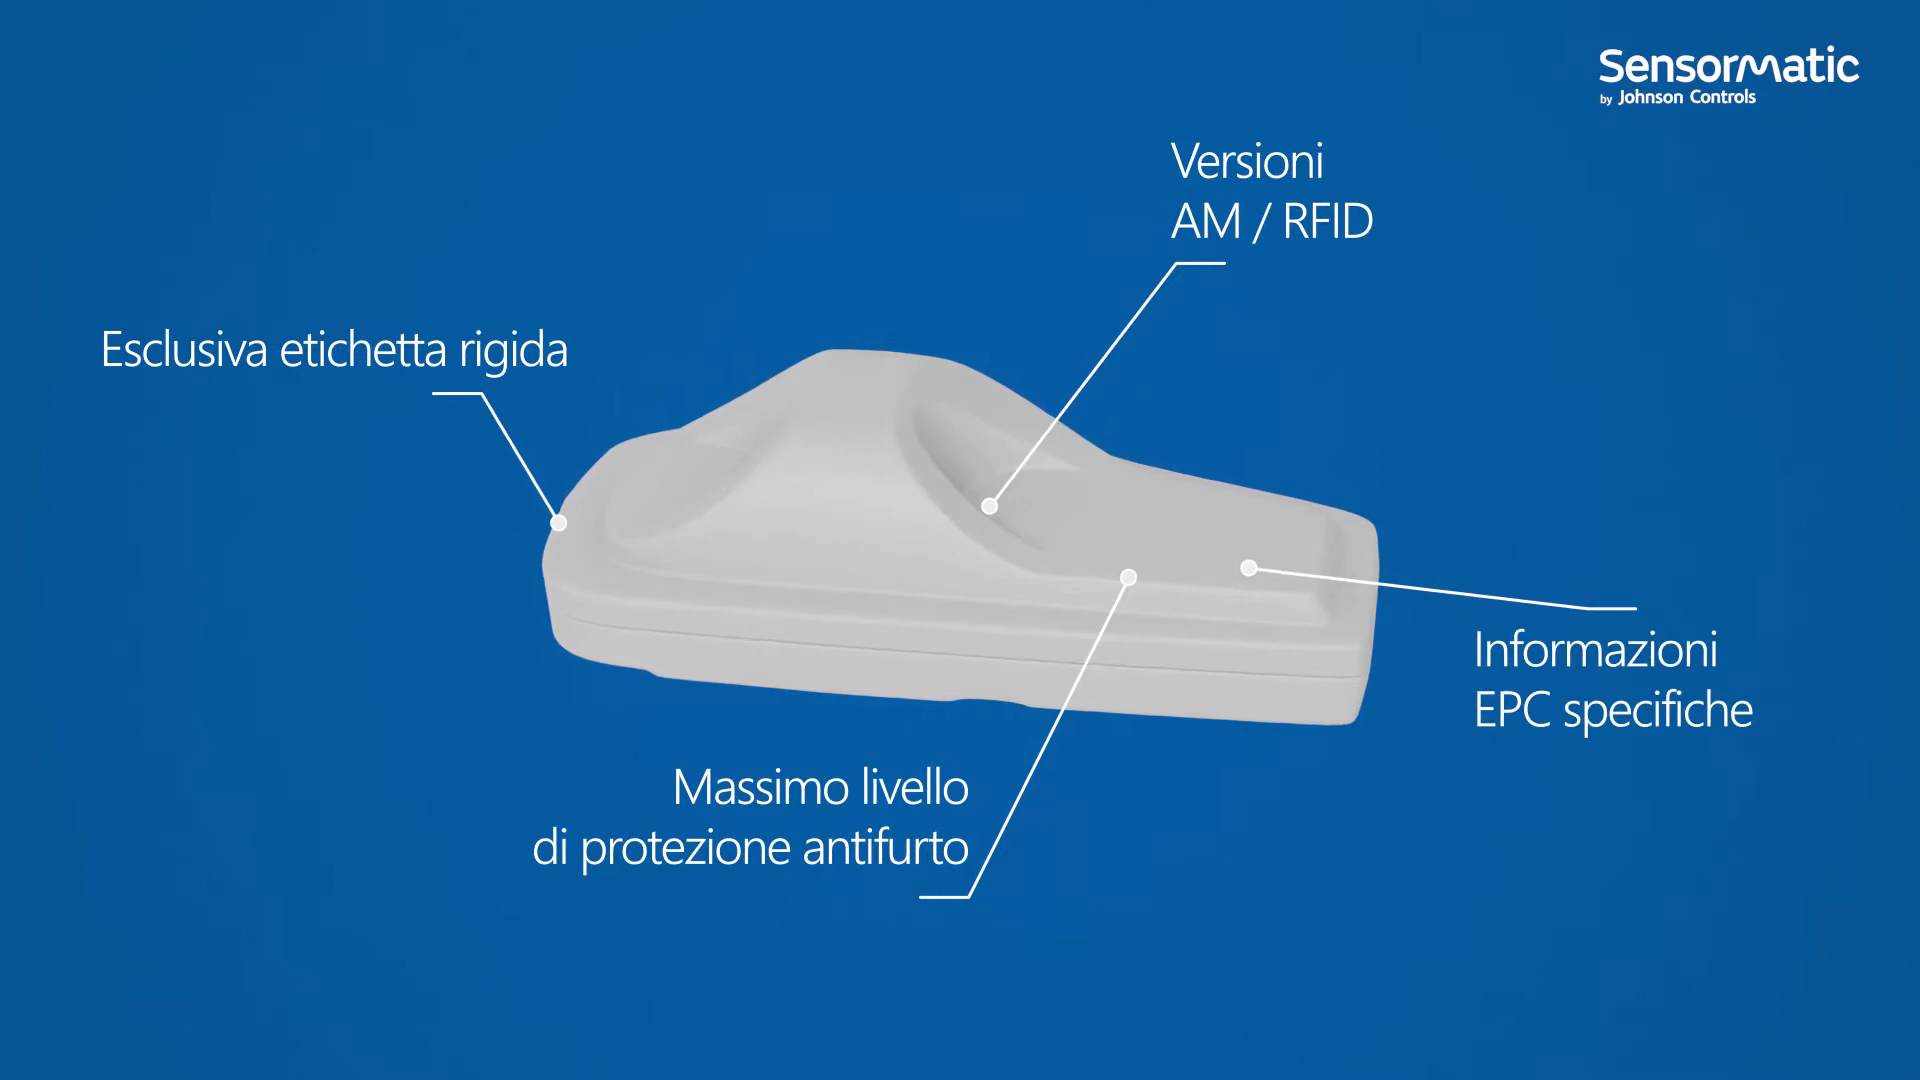 Sensormatic
by Johnson Controls
Versioni
AM / RFID
Esclusiva etichetta rigida
Informazioni
EPC specifiche
Massimo livello
di protezione antifurto